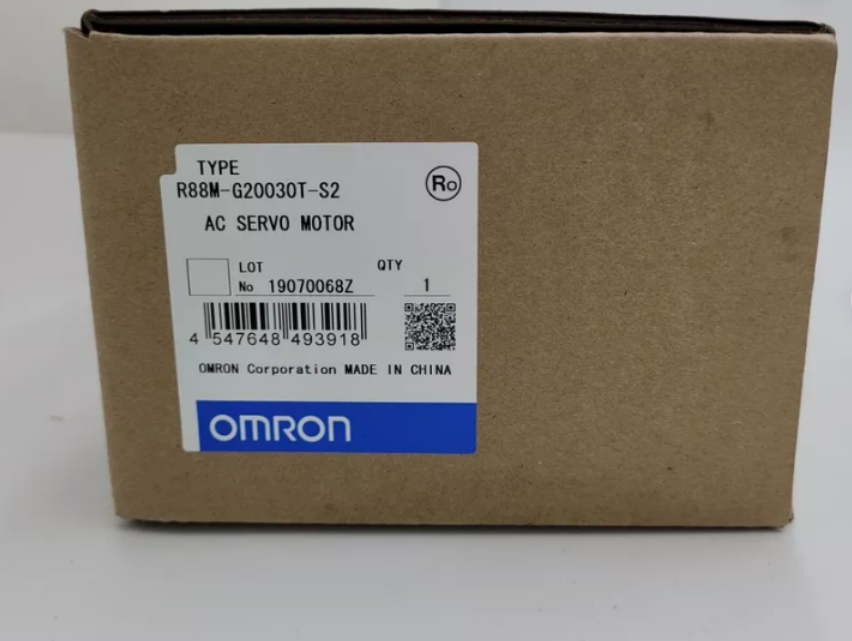 TYPE
R88M-G20030T-S2
Ro
AC SERVO MOTOR
LOT
QTY
No 19070068Z
1
4 547648 493918
OMRON Corporation MADE IN CHINA
OMRON